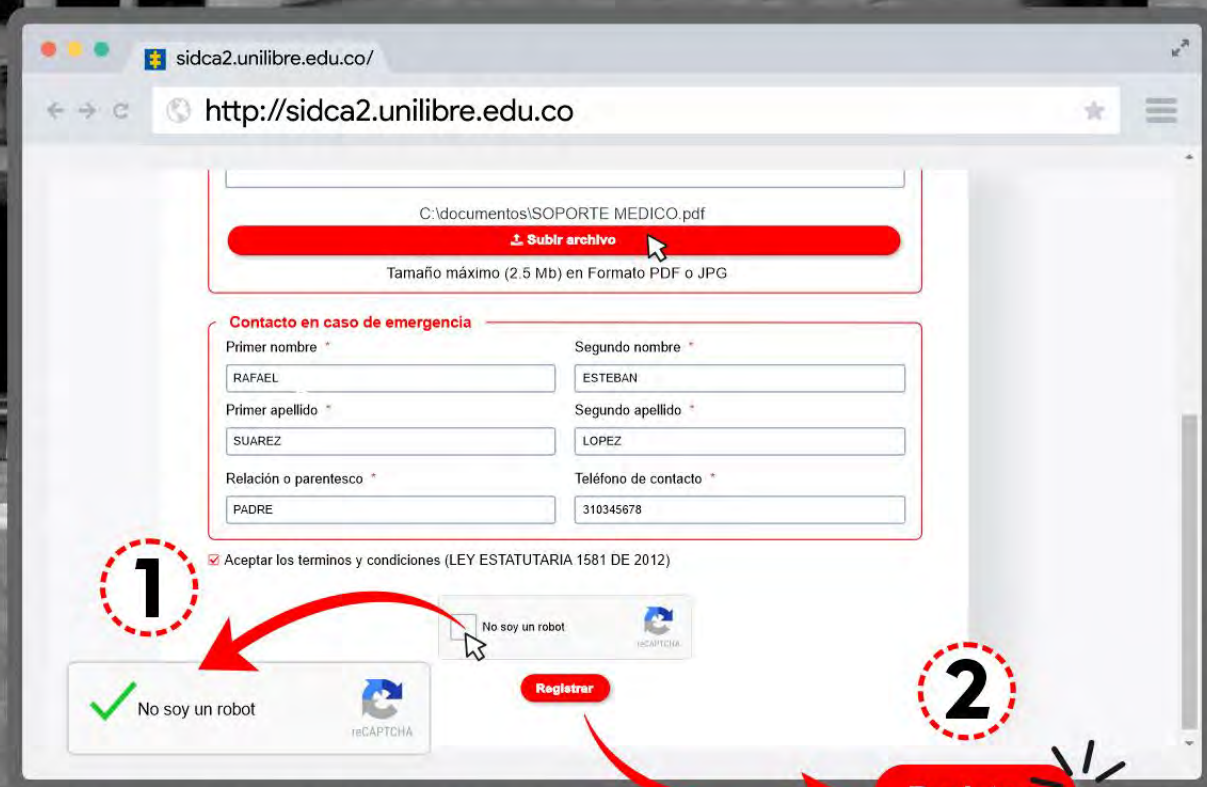 sidca2.unilibre.edu.co/
http://sidca2.unilibre.edu.co
C:\documentos\SOPORTE MEDICO.pdf
Subir archivo
Tamaño máximo (2.5 Mb) en Formato PDF o JPG
Contacto en caso de emergencia
Primer nombre * Segundo nombre *
RAFAEL ESTEBAN
Primer apellido * Segundo apellido *
SUAREZ LOPEZ
Relación o parentesco * Teléfono de contacto *
PADRE 310345678
Aceptar los terminos y condiciones (LEY ESTATUTARIA 1581 DE 2012)
1
No soy un robot
reCAPTCHA
Registrar
2
No soy un robot
reCAPTCHA